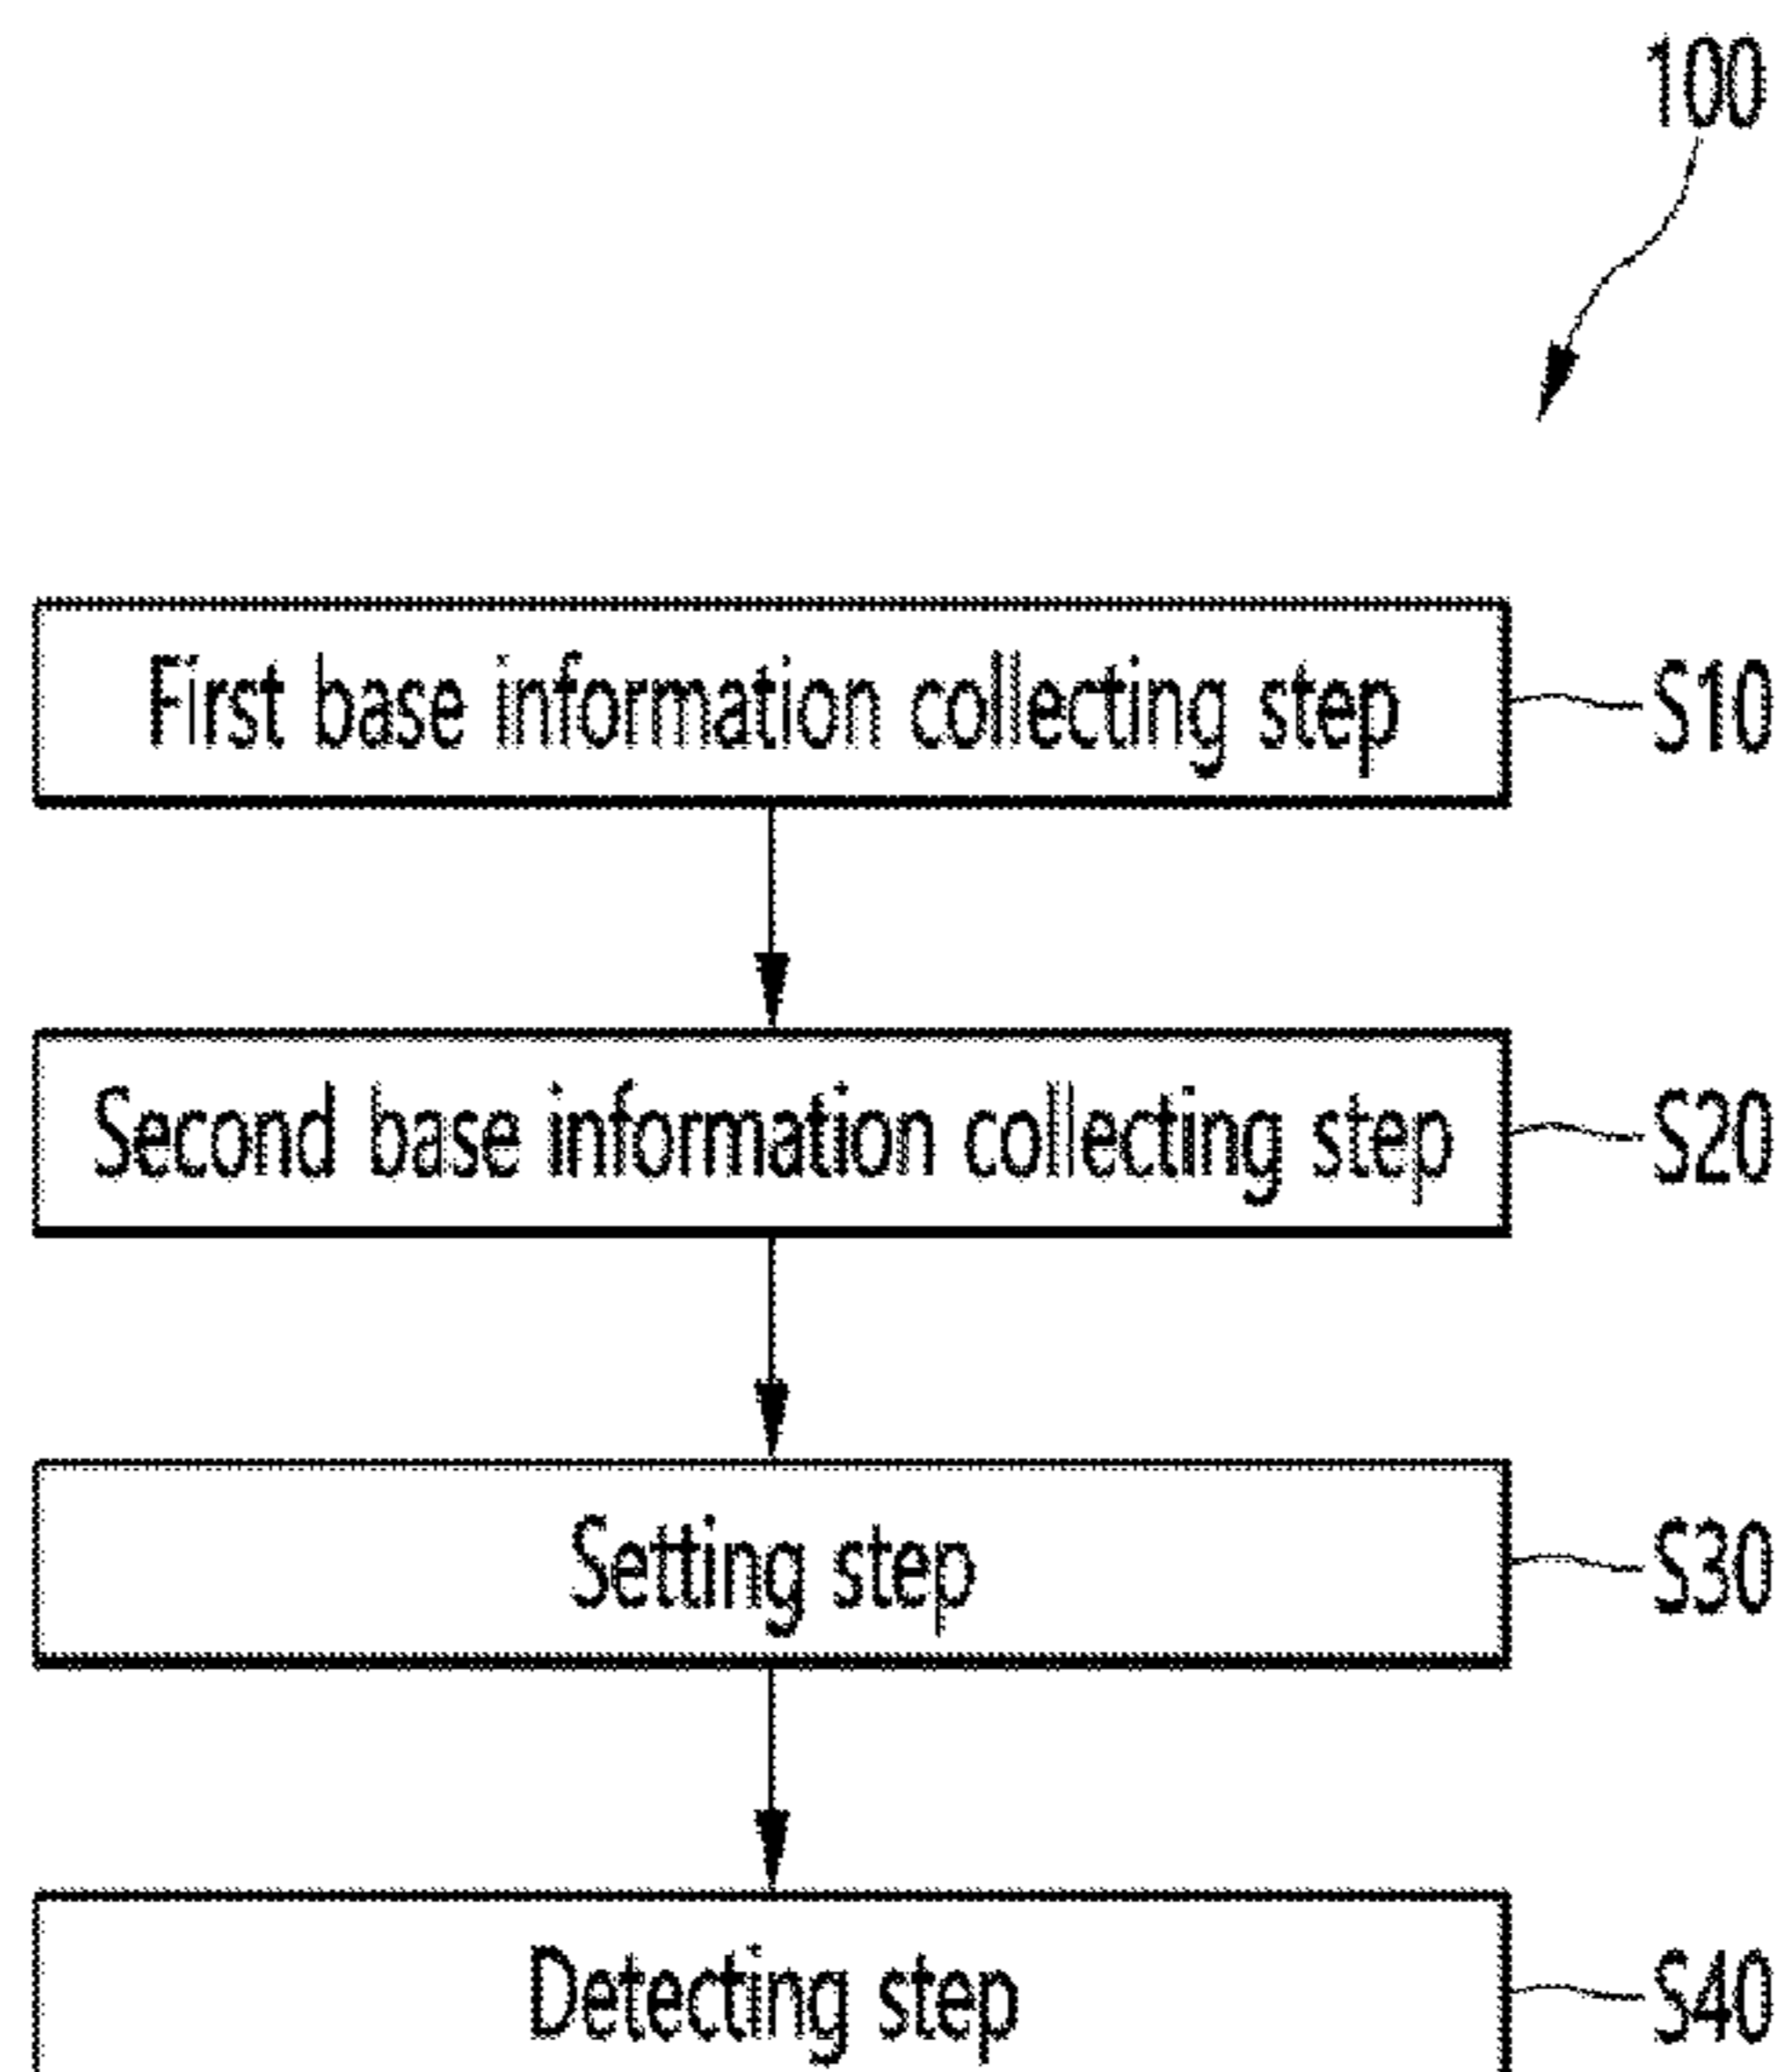 100
First base information collecting step
S10
Second base information collecting step
S20
Setting step
S30
Detecting step
S40